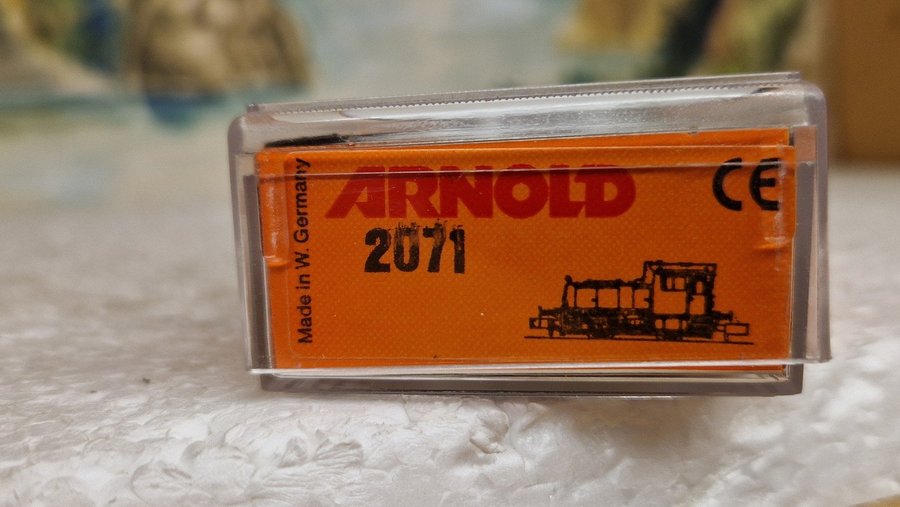 Made in W. Germany
ARNOLD
CE
2071